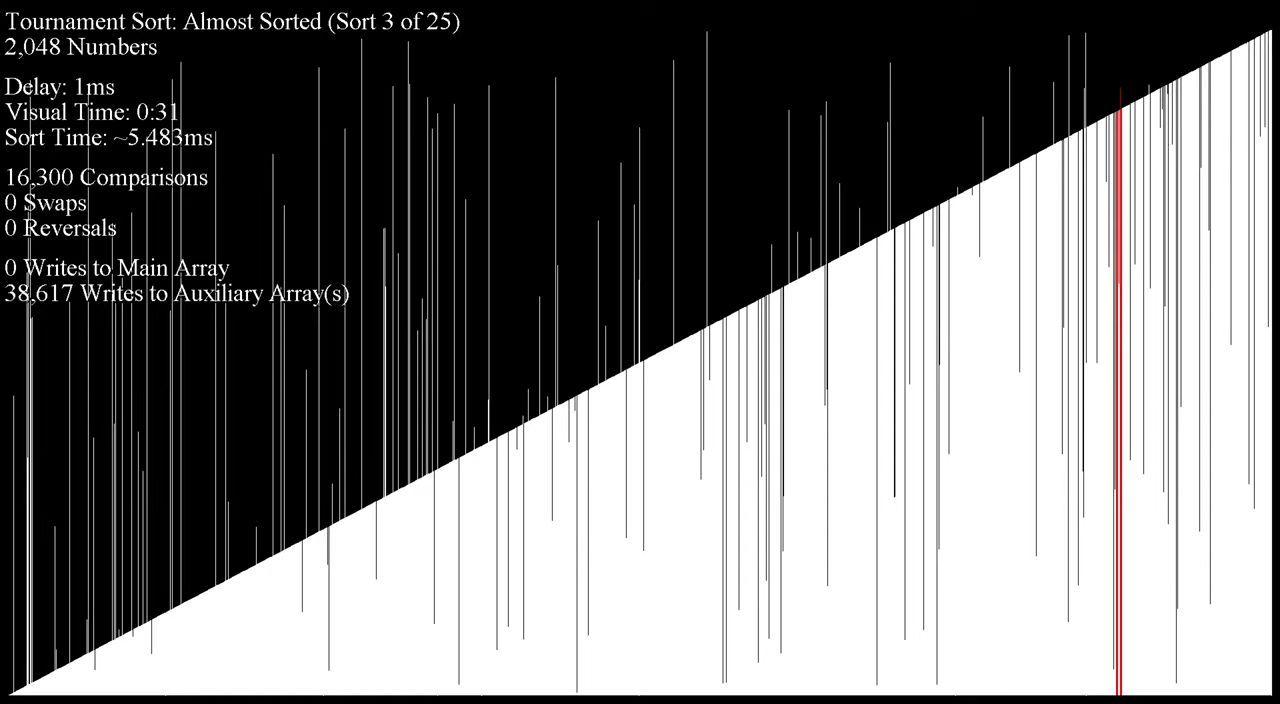 Tournament Sort: Almost Sorted (Sort 3 of 25)
2,048 Numbers
Delay: 1ms
Visual Time: 0:31
Sort Time: ~5.483ms
16,300 Comparisons
0 Swaps
0 Reversals
0 Writes to Main Array
38,617 Writes to Auxiliary Array(s)